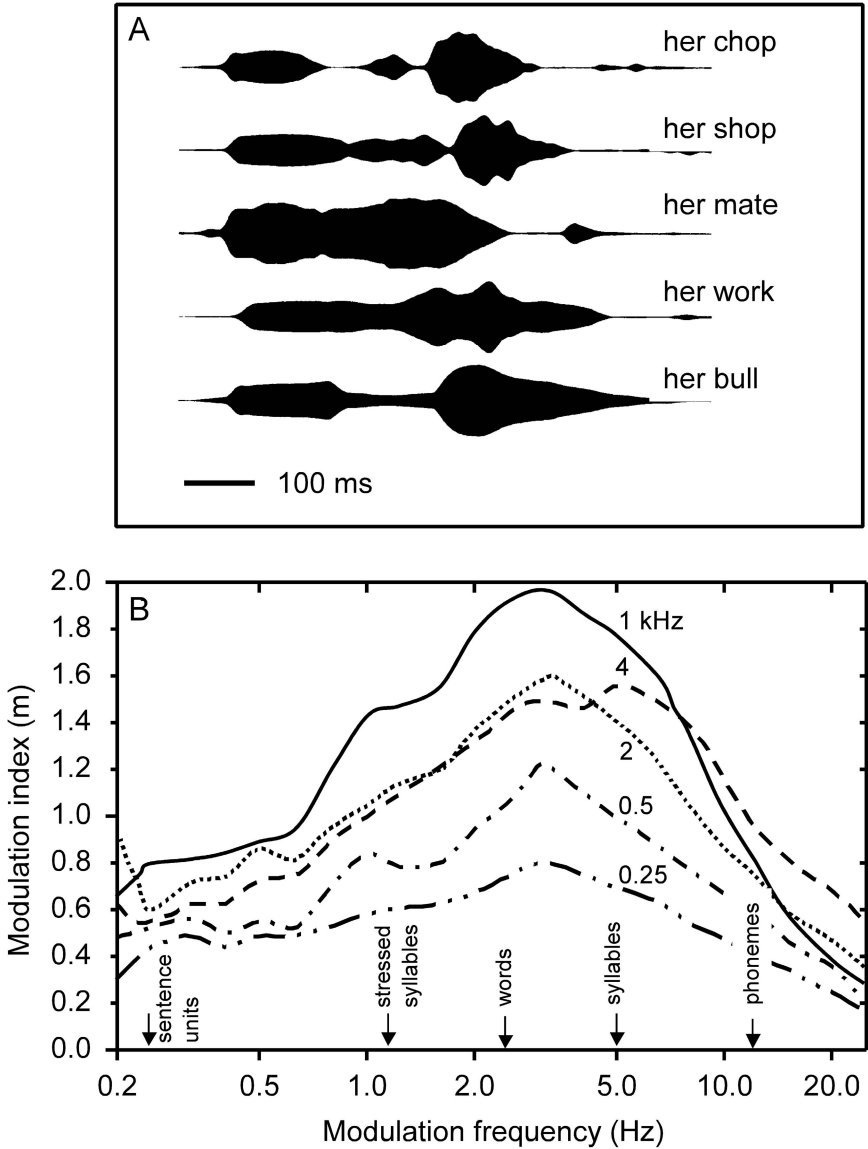 A
her chop
her shop
her mate
her work
her bull
100 ms
B
2.0
1.8
1.6
1.4
1.2
1.0
0.8
0.6
0.4
0.2
0.0
Modulation index (m)
1 kHz
4
2
0.5
0.25
sentence
units
stressed
syllables
words
syllables
phonemes
0.2
0.5
1.0
2.0
5.0
10.0
20.0
Modulation frequency (Hz)